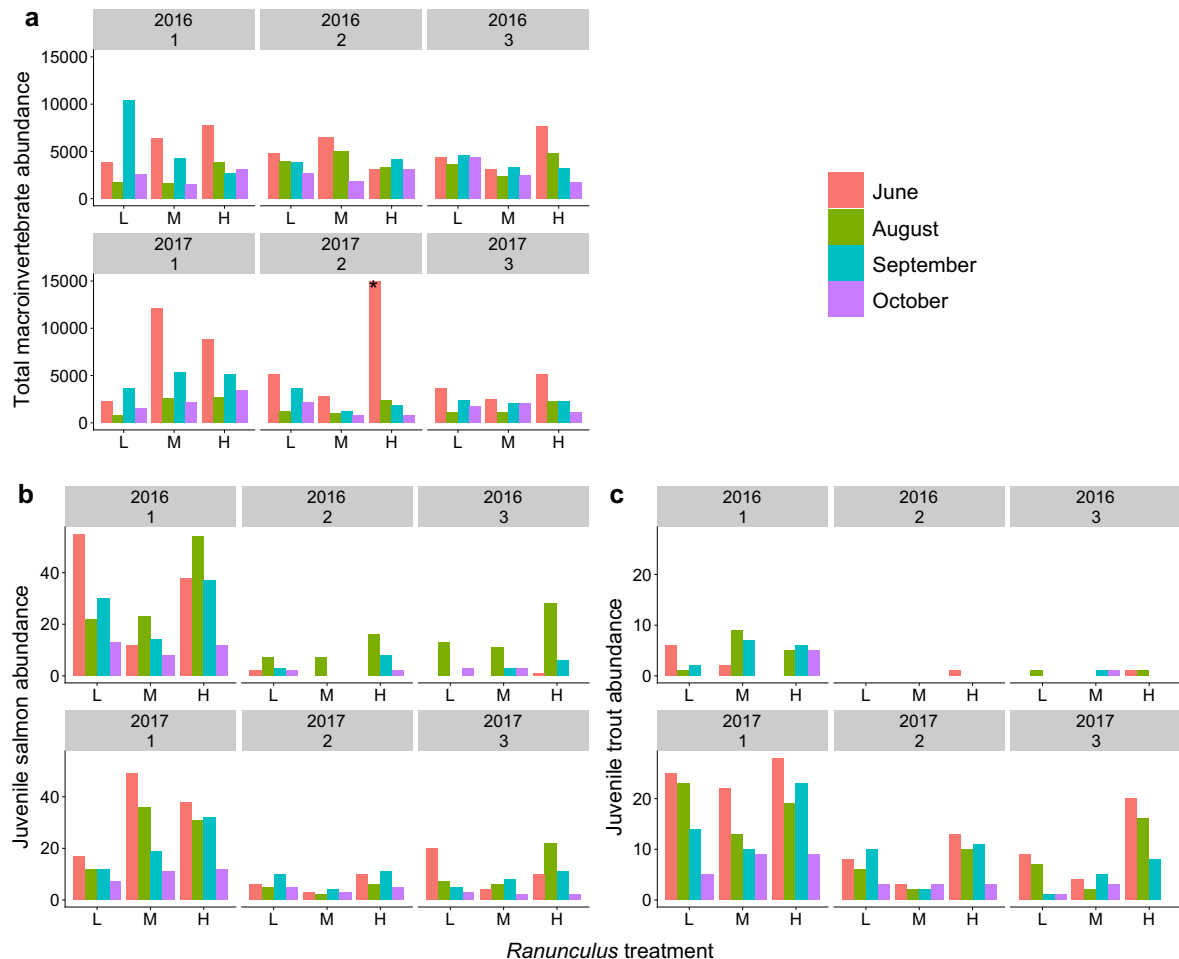 a
2016 2016 2016
1 2 3
15000
10000
5000
0
L M H L M H L M H
2017 2017 2017
1 2 3
15000
*
10000
5000
0
L M H L M H L M H
Total macroinvertebrate abundance
June
August
September
October
b
2016 2016 2016
1 2 3
40
20
0
L M H L M H L M H
2017 2017 2017
1 2 3
40
20
0
L M H L M H L M H
Juvenile salmon abundance
c
2016 2016 2016
1 2 3
20
10
0
L M H L M H L M H
2017 2017 2017
1 2 3
20
10
0
L M H L M H L M H
Juvenile trout abundance
Ranunculus treatment